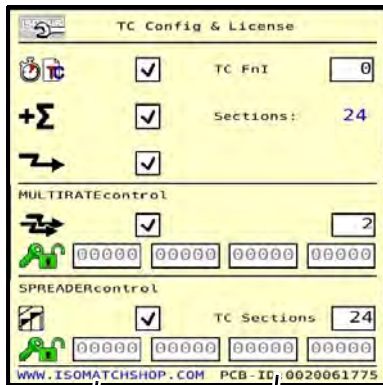 TC Config & License
TC
TC FnI
0
+Σ
Sections: 24
MULTIRATEcontrol
2
00000 00000 00000 00000
SPREADERcontrol
TC Sections 24
00000 00000 00000 00000
WWW.ISOMATCHSHOP.COM PCB-ID:0020061775